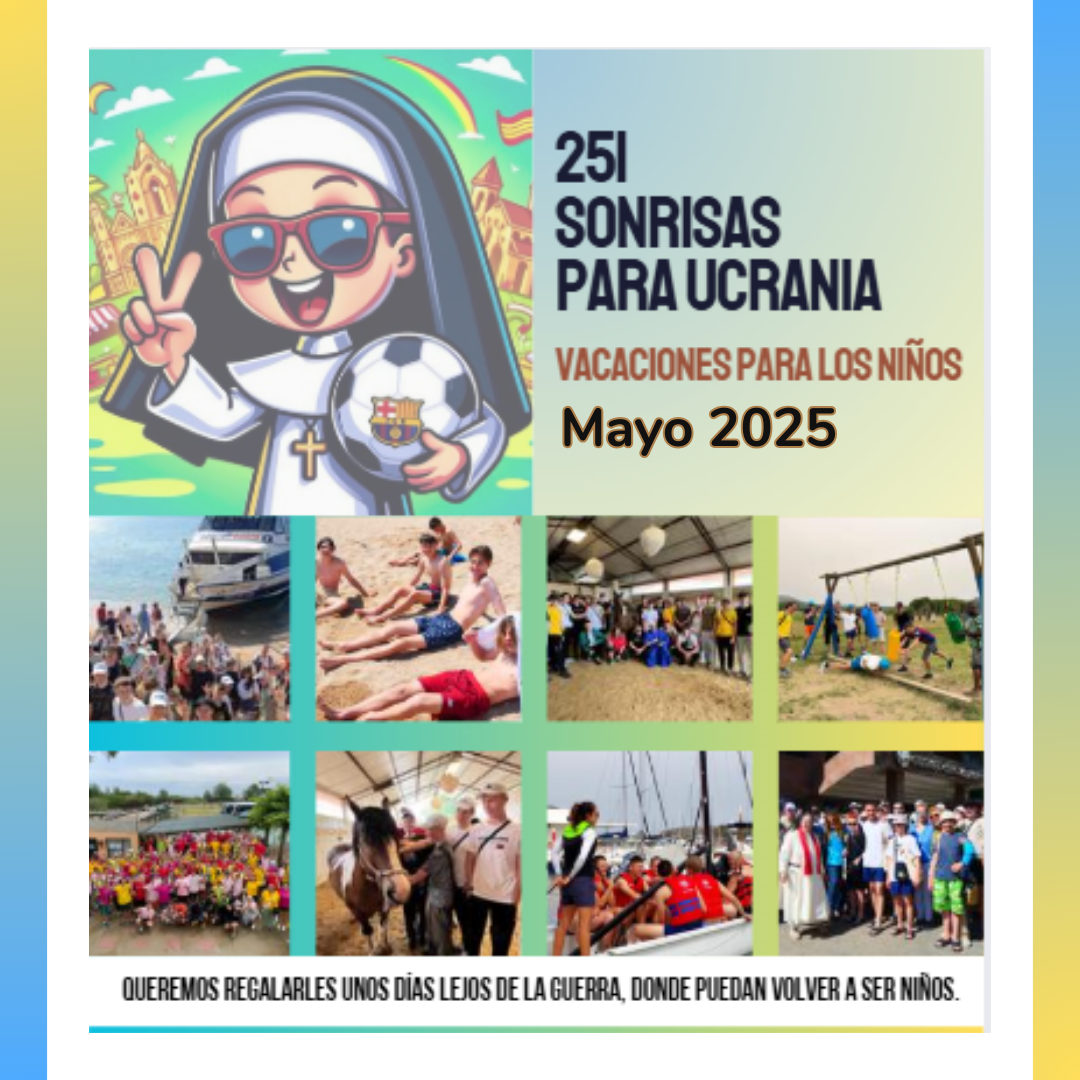 251
SONRISAS
PARA UCRANIA
VACACIONES PARA LOS NIÑOS
Mayo 2025
QUEREMOS REGALARLES UNOS DÍAS LEJOS DE LA GUERRA, DONDE PUEDAN VOLVER A SER NIÑOS.